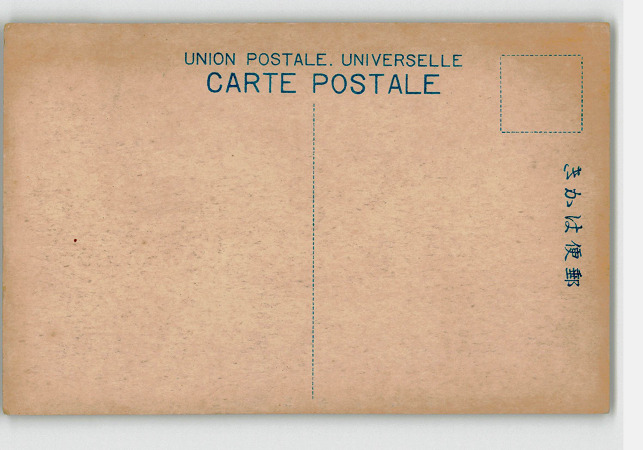 UNION POSTALE. UNIVERSELLE
CARTE POSTALE
きかは便郵